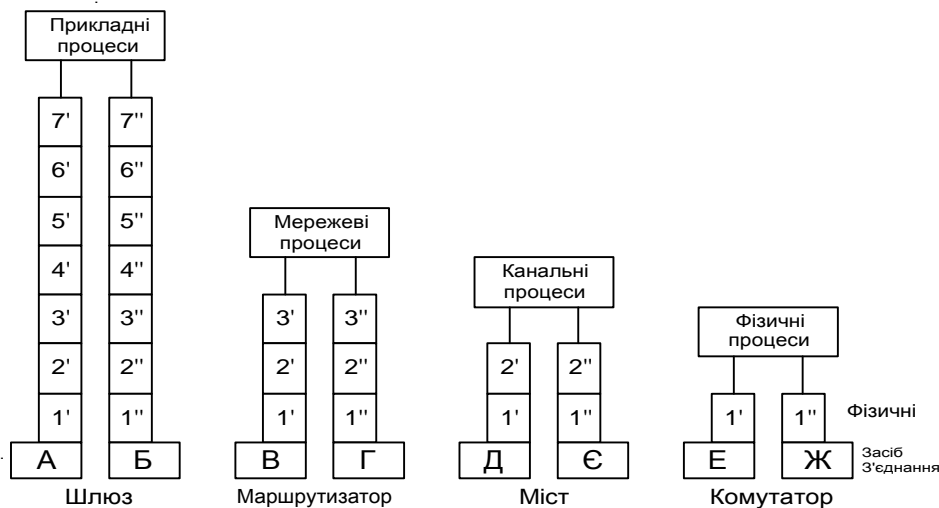 Прикладні
процеси
7' 7''
6' 6''
5' 5''
4' 4''
3' 3''
2' 2''
1' 1''
А Б
Шлюз
Мережеві
процеси
3' 3''
2' 2''
1' 1''
В Г
Маршрутизатор
Канальні
процеси
2' 2''
1' 1''
Д Є
Міст
Фізичні
процеси
1' 1''
Е Ж
Комутатор
Фізичні
Засіб
З'єднання